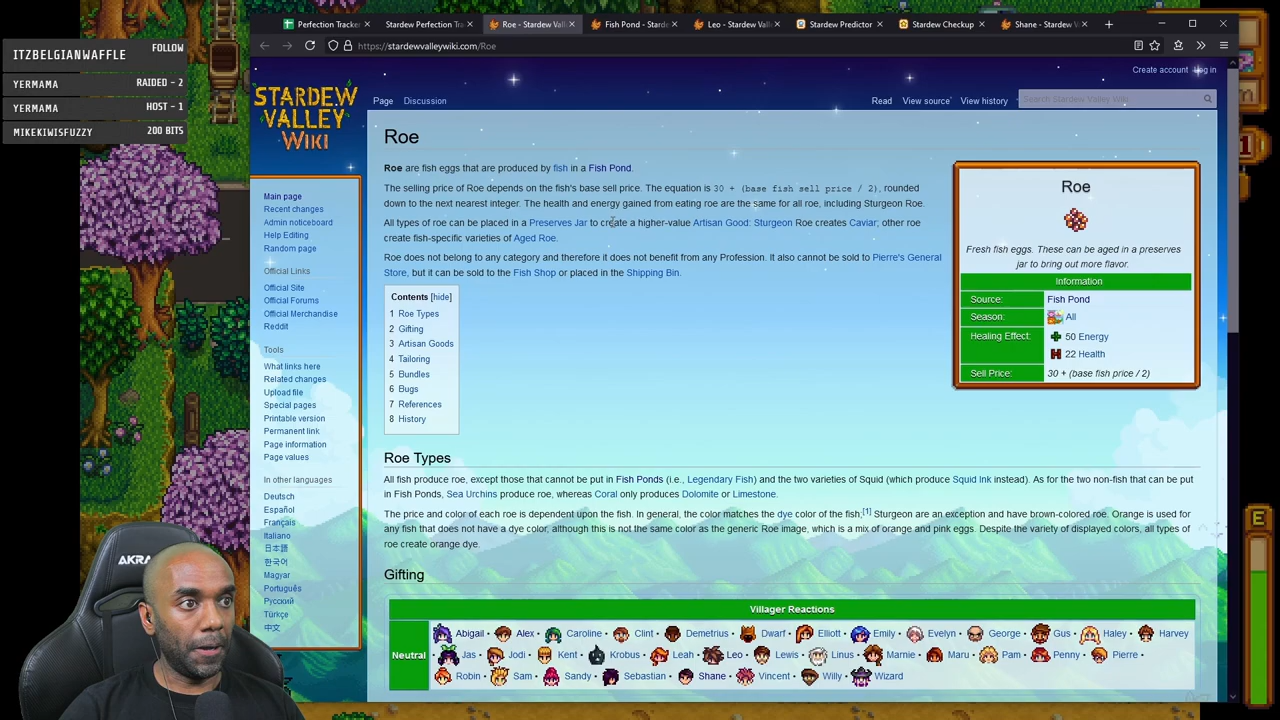 Perfection Tracker
Stardew Perfection Tra
Roe - Stardew Vall
Fish Pond - Starde
Leo - Stardew Vall
Stardew Predictor
Stardew Checkup
Shane - Stardew V
https://stardewvalleywiki.com/Roe
ITZBELGIANWAFFLE FOLLOW
YERMAMA RAIDED - 2
YERMAMA HOST - 1
MIKEKIWISFUZZY 200 BITS
Create account Log in
STARDEW
VALLEY
WIKI
Page Discussion Read View source View history Search Stardew Valley Wiki
Roe
Roe are fish eggs that are produced by fish in a Fish Pond.
The selling price of Roe depends on the fish's base sell price. The equation is 30 + (base fish sell price / 2), rounded
down to the next nearest integer. The health and energy gained from eating roe are the same for all roe, including Sturgeon Roe.
All types of roe can be placed in a Preserves Jar to create a higher-value Artisan Good: Sturgeon Roe creates Caviar; other roe
create fish-specific varieties of Aged Roe.
Roe does not belong to any category and therefore it does not benefit from any Profession. It also cannot be sold to Pierre's General
Store, but it can be sold to the Fish Shop or placed in the Shipping Bin.
Main page
Recent changes
Admin noticeboard
Help Editing
Random page
Official Links
Official Site
Official Forums
Official Merchandise
Reddit
Tools
What links here
Related changes
Upload file
Special pages
Printable version
Permanent link
Page information
Page values
In other languages
Deutsch
Español
Français
Italiano
日本語
한국어
Magyar
Português
Русский
Türkçe
中文
Roe
Fresh fish eggs. These can be aged in a preserves
jar to bring out more flavor.
Information
Source: Fish Pond
Season: All
Healing Effect: 50 Energy
22 Health
Sell Price: 30 + (base fish price / 2)
Contents [hide]
1 Roe Types
2 Gifting
3 Artisan Goods
4 Tailoring
5 Bundles
6 Bugs
7 References
8 History
Roe Types
All fish produce roe, except those that cannot be put in Fish Ponds (i.e., Legendary Fish) and the two varieties of Squid (which produce Squid Ink instead). As for the two non-fish that can be put
in Fish Ponds, Sea Urchins produce roe, whereas Coral only produces Dolomite or Limestone.
The price and color of each roe is dependent upon the fish. In general, the color matches the dye color of the fish;[1] Sturgeon are an exception and have brown-colored roe. Orange is used for
any fish that does not have a dye color, although this is not the same color as the generic Roe image, which is a mix of orange and pink eggs. Despite the variety of displayed colors, all types of
roe create orange dye.
Gifting
Villager Reactions
Neutral
Abigail • Alex • Caroline • Clint • Demetrius • Dwarf • Elliott • Emily • Evelyn • George • Gus • Haley • Harvey
• Jas • Jodi • Kent • Krobus • Leah • Leo • Lewis • Linus • Marnie • Maru • Pam • Penny • Pierre •
Robin • Sam • Sandy • Sebastian • Shane • Vincent • Willy • Wizard
E
AKRA